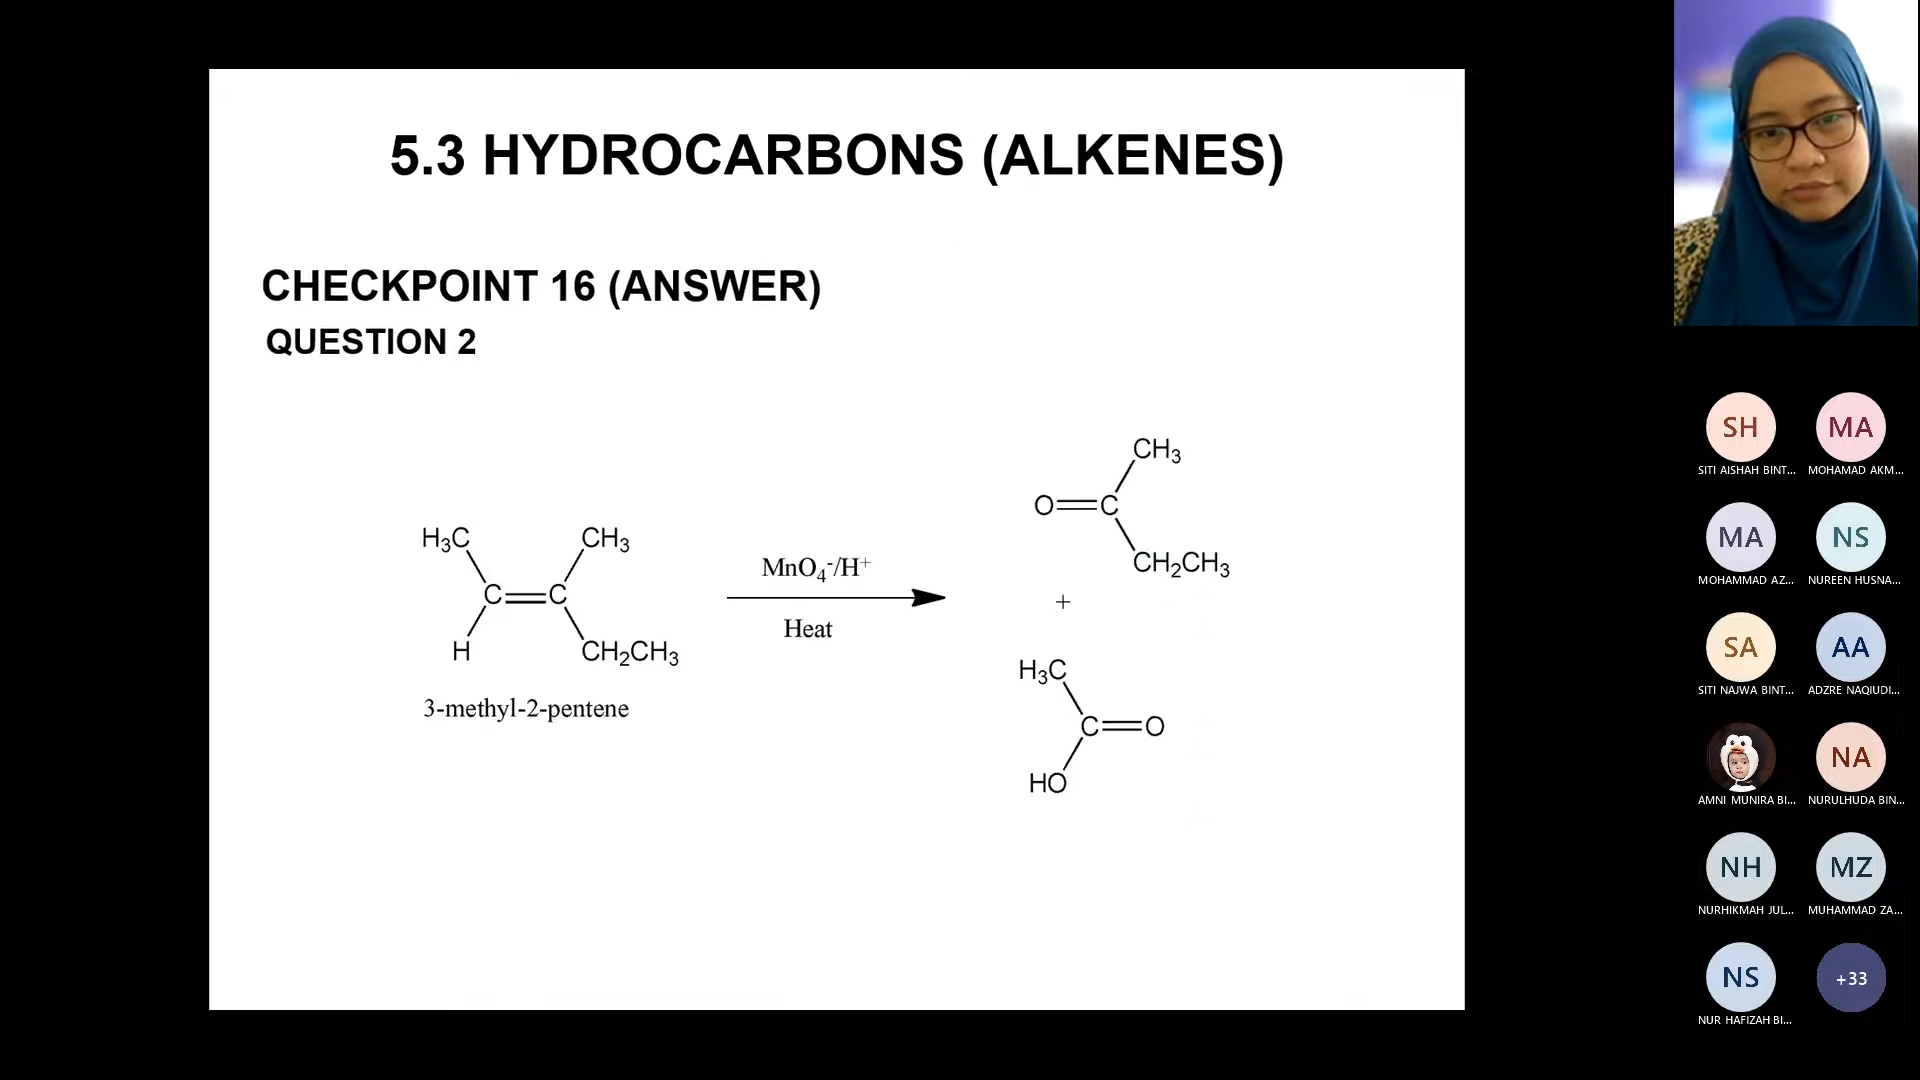 5.3 HYDROCARBONS (ALKENES)
CHECKPOINT 16 (ANSWER)
QUESTION 2
H₃C
CH₃
C
C
H
CH₂CH₃
3-methyl-2-pentene
MnO₄⁻/H⁺
Heat
CH₃
O
C
CH₂CH₃
+
H₃C
C
O
HO
SH
MA
SITI AISHAH BINT...
MOHAMAD AKM...
MA
NS
MOHAMMAD AZ...
NUREEN HUSNA...
SA
AA
SITI NAJWA BINT...
ADZRE NAQIUDI...
NA
AMNI MUNIRA BI...
NURULHUDA BIN...
NH
MZ
NURHIKMAH JUL...
MUHAMMAD ZA...
NS
+33
NUR HAFIZAH BI...